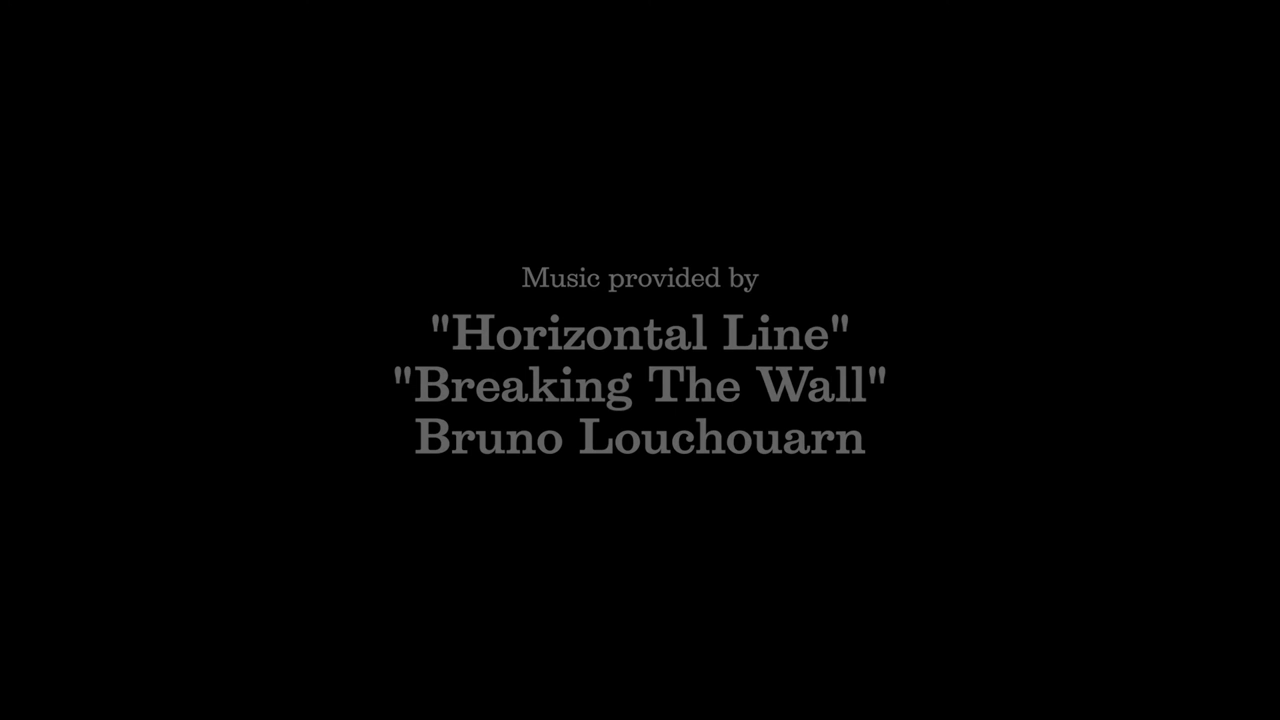 Music provided by
"Horizontal Line"
"Breaking The Wall"
Bruno Louchouarn